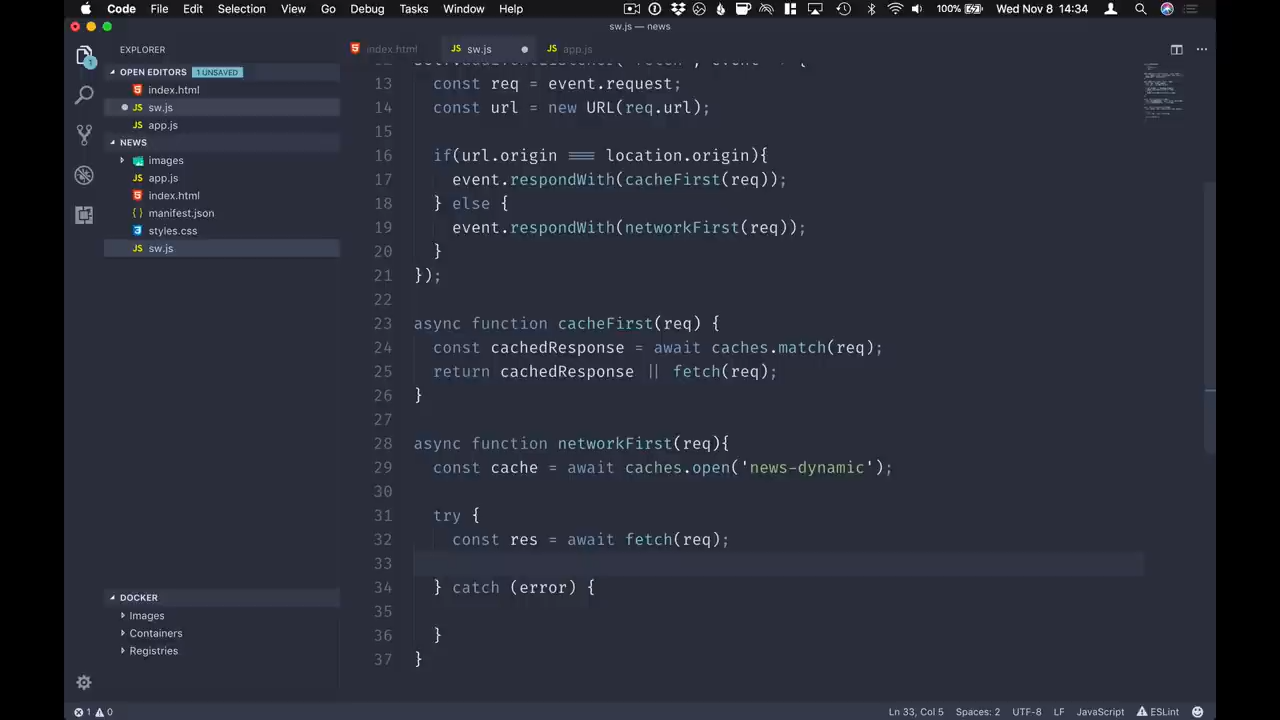 Code File Edit Selection View Go Debug Tasks Window Help 100% Wed Nov 8 14:34
sw.js — news
EXPLORER
index.html
sw.js
app.js
OPEN EDITORS 1 UNSAVED
index.html
sw.js
app.js
NEWS
images
app.js
index.html
manifest.json
styles.css
sw.js
DOCKER
Images
Containers
Registries
13 const req = event.request;
14 const url = new URL(req.url);
15
16 if(url.origin === location.origin){
17 event.respondWith(cacheFirst(req));
18 } else {
19 event.respondWith(networkFirst(req));
20 }
21 });
22
23 async function cacheFirst(req) {
24 const cachedResponse = await caches.match(req);
25 return cachedResponse || fetch(req);
26 }
27
28 async function networkFirst(req){
29 const cache = await caches.open('news-dynamic');
30
31 try {
32 const res = await fetch(req);
33
34 } catch (error) {
35
36 }
37 }
1 0 Ln 33, Col 5 Spaces: 2 UTF-8 LF JavaScript ESLint